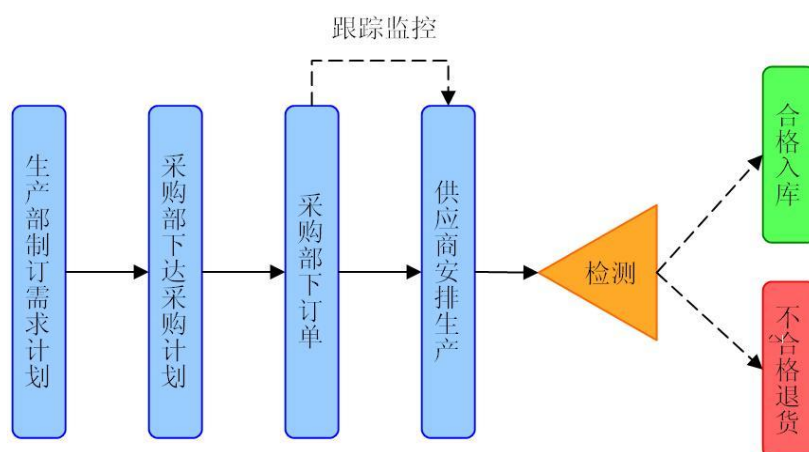 跟踪监控
生产部制订需求计划
采购部下达采购计划
采购部下订单
供应商安排生产
检测
合格入库
不合格退货